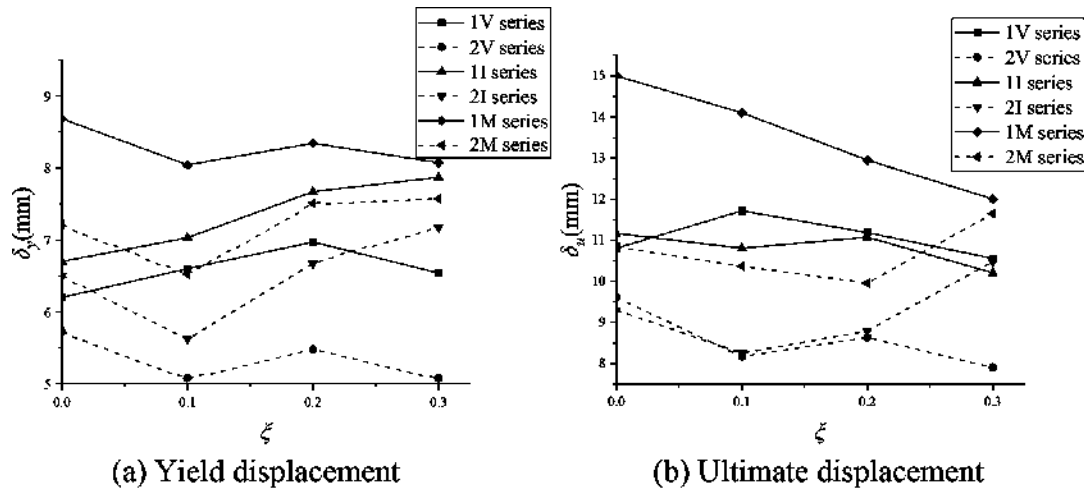 1V series
2V series
1I series
2I series
1M series
2M series
9
8
7
6
5
δy(mm)
0.0 0.1 0.2 0.3
ξ
(a) Yield displacement
1V series
2V series
1I series
2I series
1M series
2M series
15
14
13
12
11
10
9
8
δu(mm)
0.0 0.1 0.2 0.3
ξ
(b) Ultimate displacement